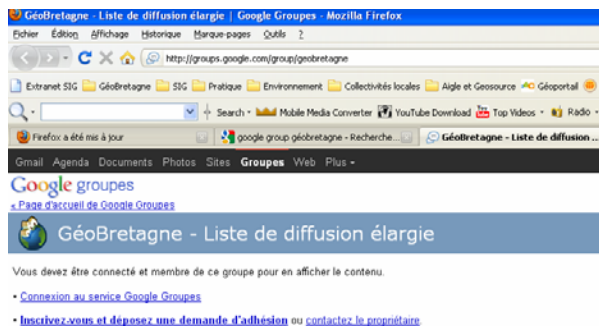 GéoBretagne - Liste de diffusion élargie | Google Groupes - Mozilla Firefox
Fichier Édition Affichage Historique Marque-pages Outils ?
http://groups.google.com/group/geobretagne
Extranet SIG GéoBretagne SIG Pratique Environnement Collectivités locales Aigle et Geosource Géoportail
Search Mobile Media Converter YouTube Download Top Videos Radio
Firefox a été mis à jour google group géobretagne - Recherche... GéoBretagne - Liste de diffusion ...
Gmail Agenda Documents Photos Sites Groupes Web Plus
Google groupes
« Page d'accueil de Google Groupes
GéoBretagne - Liste de diffusion élargie
Vous devez être connecté et membre de ce groupe pour en afficher le contenu.
• Connexion au service Google Groupes
• Inscrivez-vous et déposez une demande d'adhésion ou contactez le propriétaire.